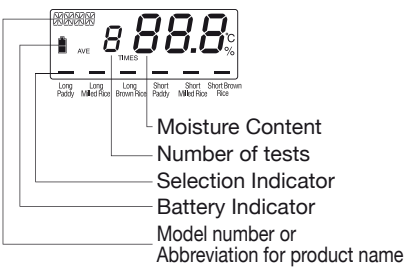 8 88.8 °C
AVE
TIMES
%
Long Paddy
Long Milled Rice
Long Brown Rice
Short Paddy
Short Milled Rice
Short Brown Rice
Moisture Content
Number of tests
Selection Indicator
Battery Indicator
Model number or
Abbreviation for product name